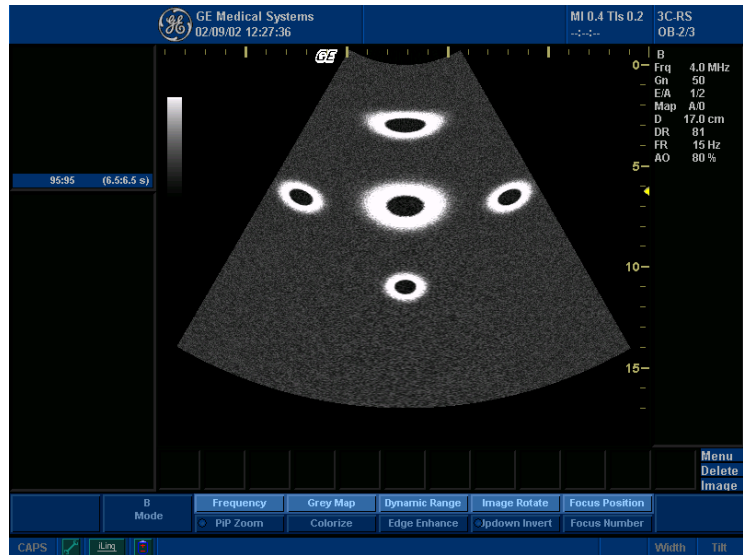 GE Medical Systems
02/09/02 12:27:36
MI 0.4 TIs 0.2
--:--:--
3C-RS
OB-2/3
GE
B
Frq 4.0 MHz
Gn 50
E/A 1/2
Map A/0
D 17.0 cm
DR 81
FR 15 Hz
AO 80 %
0
5
10
15
95:95 (6.5:6.5 s)
Menu
Delete
Image
B
Mode
Frequency Grey Map Dynamic Range Image Rotate Focus Position
PiP Zoom Colorize Edge Enhance Updown Invert Focus Number
CAPS iLinq Width Tilt